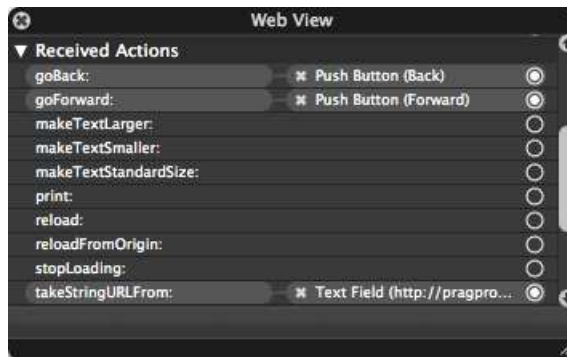 Web View
▼ Received Actions
goBack: ✖ Push Button (Back)
goForward: ✖ Push Button (Forward)
makeTextLarger:
makeTextSmaller:
makeTextStandardSize:
print:
reload:
reloadFromOrigin:
stopLoading:
takeStringURLFrom: ✖ Text Field (http://pragpro...